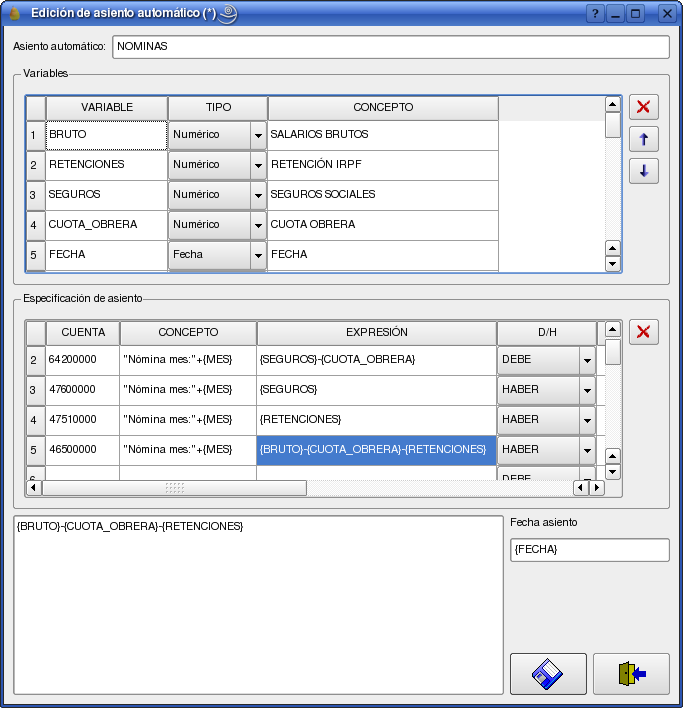 Edición de asiento automático (*)
Asiento automático: NOMINAS
Variables
VARIABLE TIPO CONCEPTO
1 BRUTO Numérico SALARIOS BRUTOS
2 RETENCIONES Numérico RETENCIÓN IRPF
3 SEGUROS Numérico SEGUROS SOCIALES
4 CUOTA_OBRERA Numérico CUOTA OBRERA
5 FECHA Fecha FECHA
Especificación de asiento
CUENTA CONCEPTO EXPRESIÓN D/H
2 64200000 "Nómina mes:"+{MES} {SEGUROS}-{CUOTA_OBRERA} DEBE
3 47600000 "Nómina mes:"+{MES} {SEGUROS} HABER
4 47510000 "Nómina mes:"+{MES} {RETENCIONES} HABER
5 46500000 "Nómina mes:"+{MES} {BRUTO}-{CUOTA_OBRERA}-{RETENCIONES} HABER
6 DEBE
{BRUTO}-{CUOTA_OBRERA}-{RETENCIONES}
Fecha asiento
{FECHA}